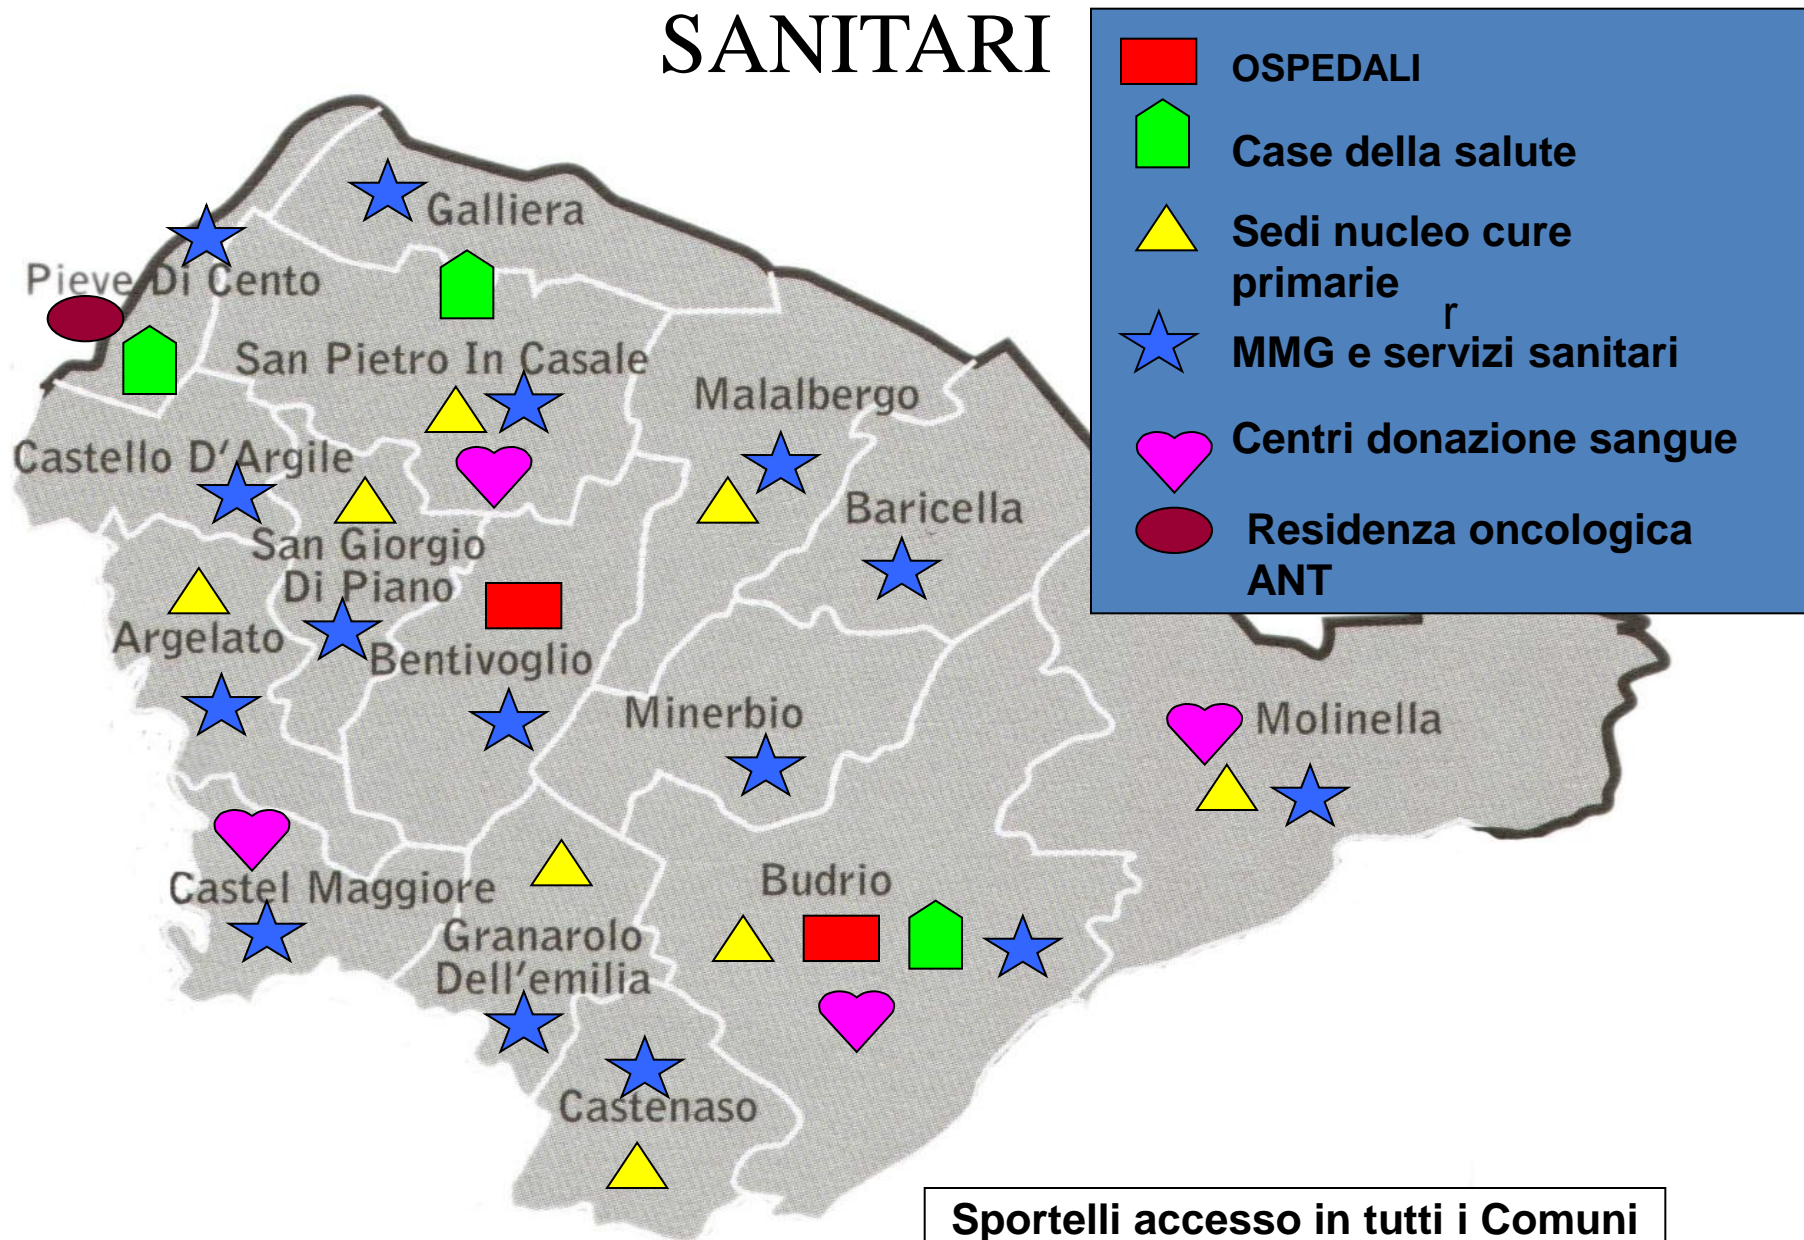 SANITARI
OSPEDALI
Case della salute
Sedi nucleo cure
primarie
r
MMG e servizi sanitari
Centri donazione sangue
Residenza oncologica
ANT
Galliera
Pieve Di Cento
San Pietro In Casale
Malalbergo
Castello D'Argile
Baricella
San Giorgio
Di Piano
Argelato
Bentivoglio
Minerbio
Molinella
Castel Maggiore
Budrio
Granarolo
Dell'emilia
Castenaso
Sportelli accesso in tutti i Comuni